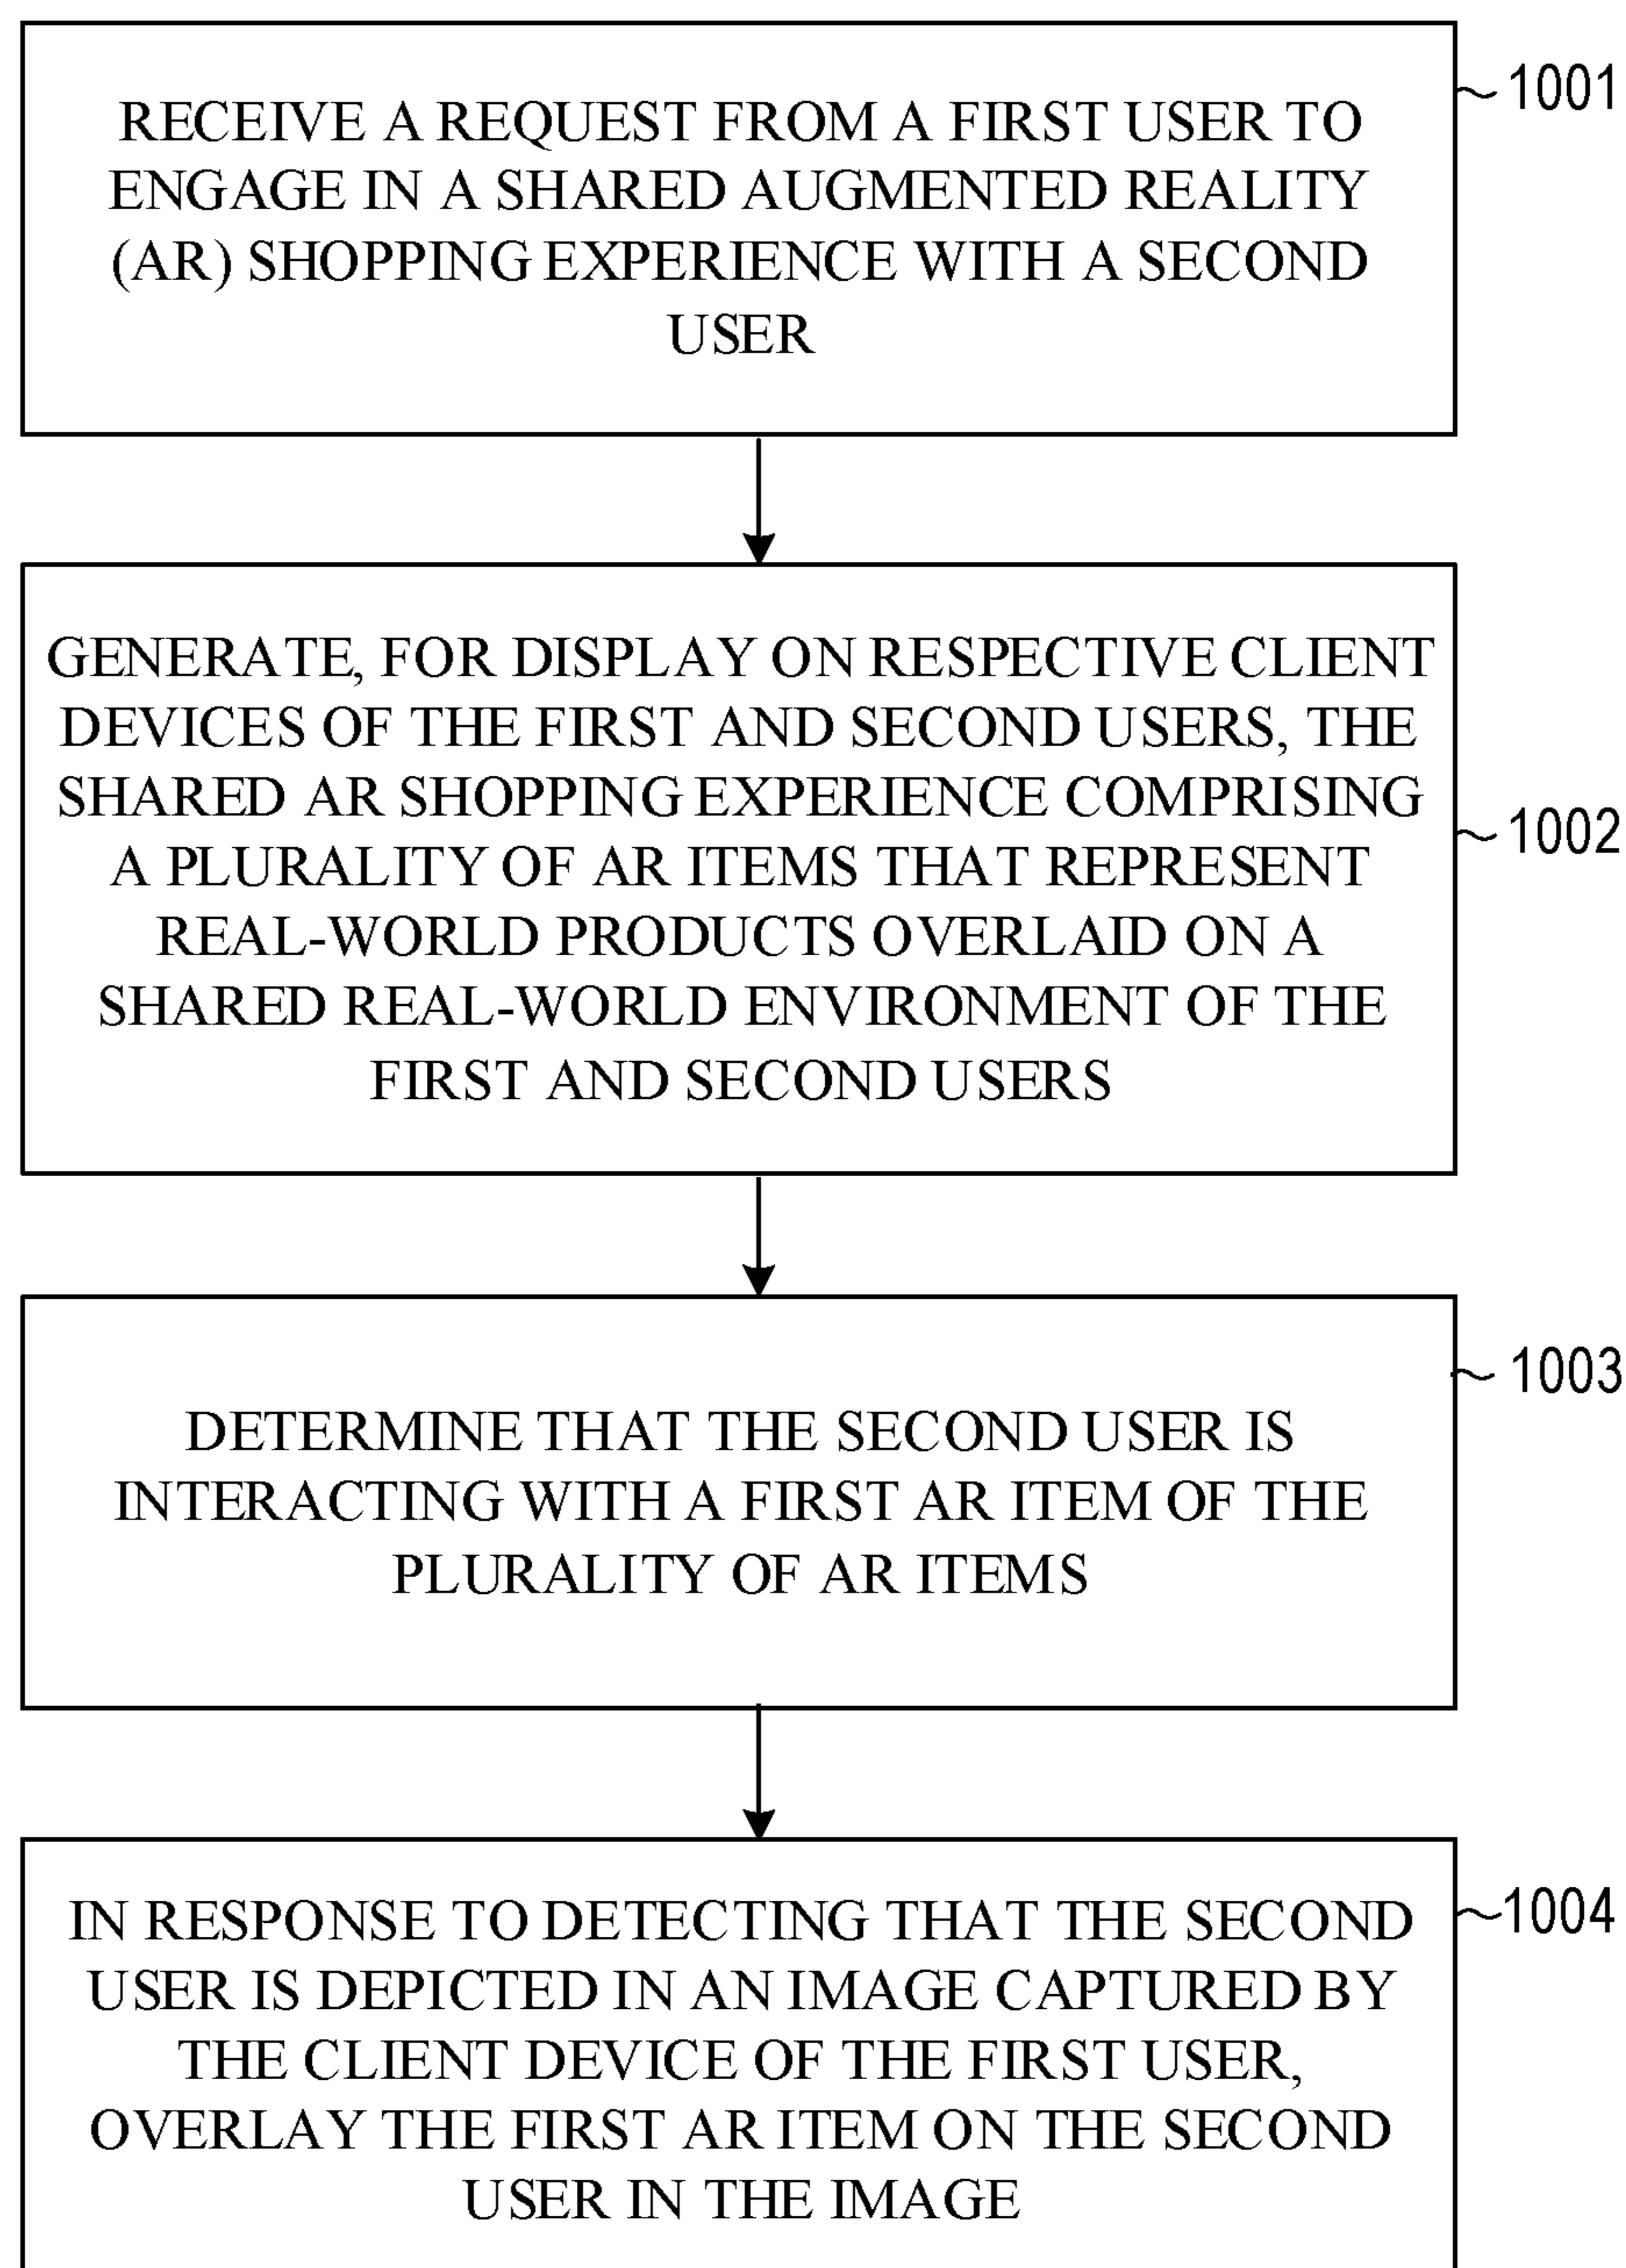 RECEIVE A REQUEST FROM A FIRST USER TO
ENGAGE IN A SHARED AUGMENTED REALITY
(AR) SHOPPING EXPERIENCE WITH A SECOND
USER
1001
GENERATE, FOR DISPLAY ON RESPECTIVE CLIENT
DEVICES OF THE FIRST AND SECOND USERS, THE
SHARED AR SHOPPING EXPERIENCE COMPRISING
A PLURALITY OF AR ITEMS THAT REPRESENT
REAL-WORLD PRODUCTS OVERLAID ON A
SHARED REAL-WORLD ENVIRONMENT OF THE
FIRST AND SECOND USERS
1002
DETERMINE THAT THE SECOND USER IS
INTERACTING WITH A FIRST AR ITEM OF THE
PLURALITY OF AR ITEMS
1003
IN RESPONSE TO DETECTING THAT THE SECOND
USER IS DEPICTED IN AN IMAGE CAPTURED BY
THE CLIENT DEVICE OF THE FIRST USER,
OVERLAY THE FIRST AR ITEM ON THE SECOND
USER IN THE IMAGE
1004